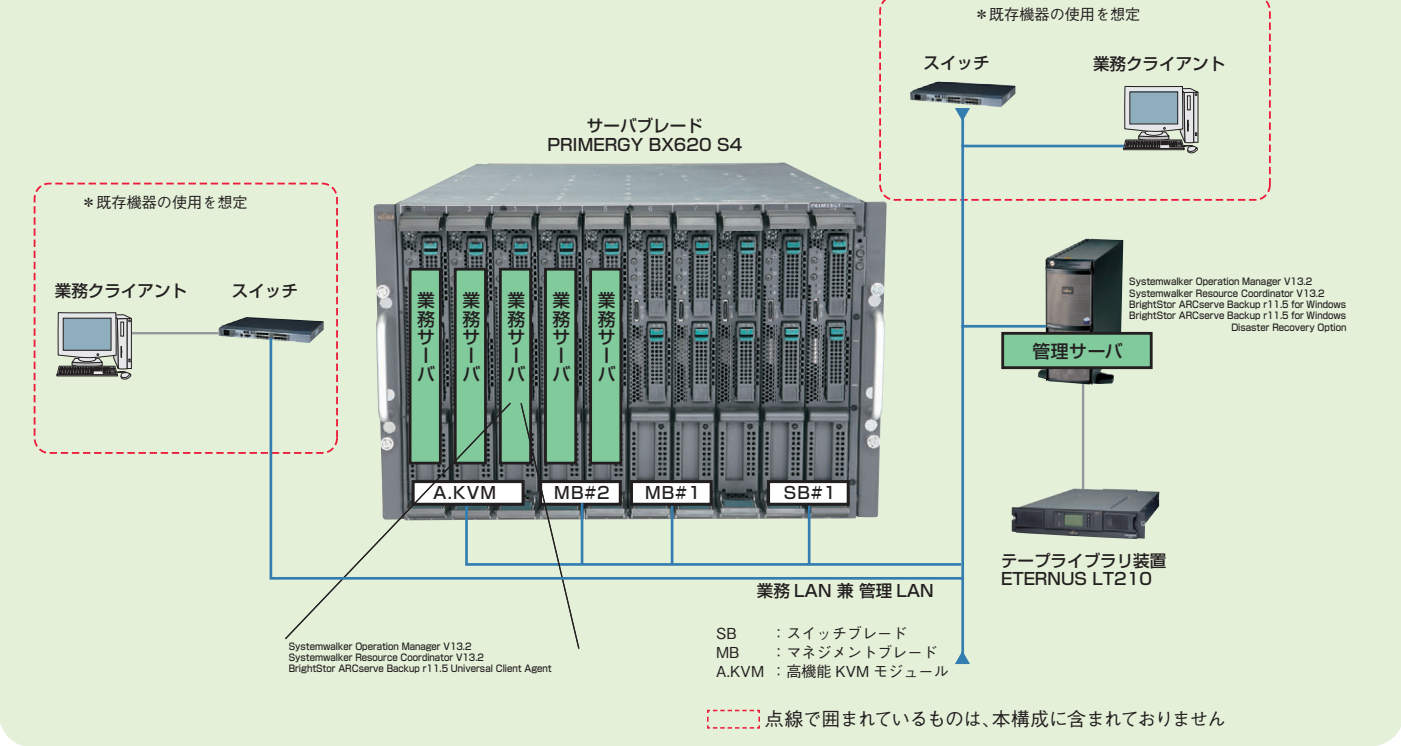 ＊既存機器の使用を想定
スイッチ
業務クライアント
サーバブレード
PRIMERGY BX620 S4
＊既存機器の使用を想定
業務クライアント
スイッチ
業務サーバ
業務サーバ
業務サーバ
業務サーバ
業務サーバ
A.KVM
MB#2
MB#1
SB#1
Systemwalker Operation Manager V13.2
Systemwalker Resource Coordinator V13.2
BrightStor ARCserve Backup r11.5 for Windows
BrightStor ARCserve Backup r11.5 for Windows
Disaster Recovery Option
管理サーバ
テープライブラリ装置
ETERNUS LT210
業務 LAN 兼 管理 LAN
Systemwalker Operation Manager V13.2
Systemwalker Resource Coordinator V13.2
BrightStor ARCserve Backup r11.5 Universal Client Agent
SB ：スイッチブレード
MB ：マネジメントブレード
A.KVM ：高機能 KVM モジュール
点線で囲まれているものは、本構成に含まれておりません